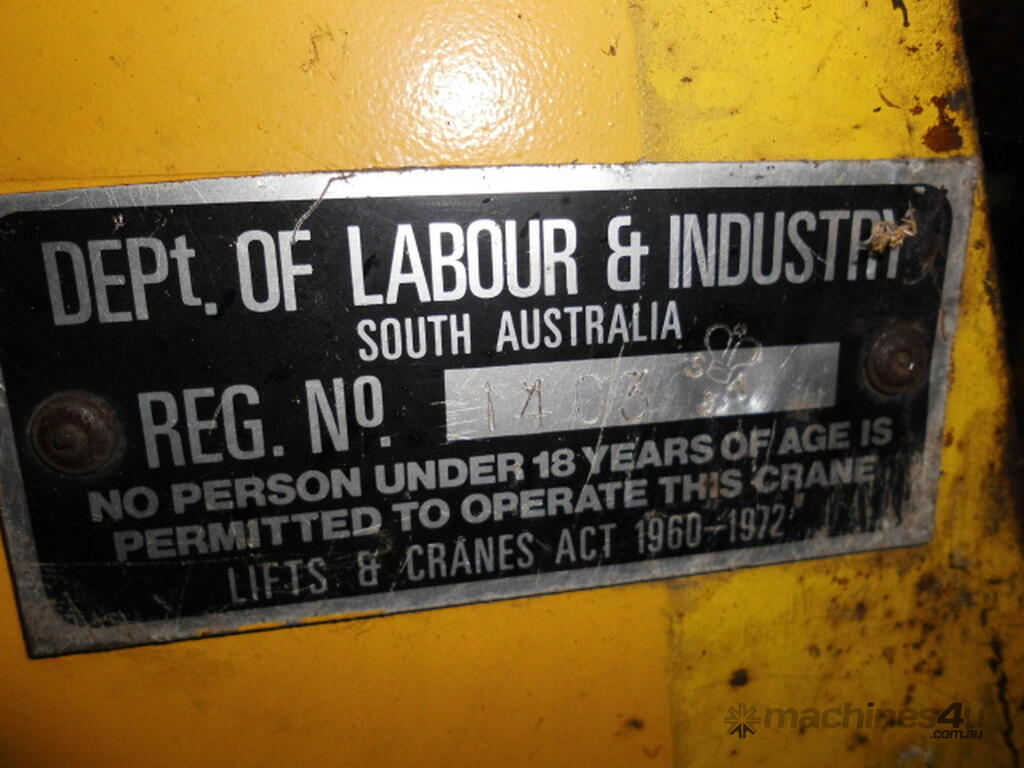 DEPt. OF LABOUR & INDUSTRY
SOUTH AUSTRALIA
REG. Nº. 1403
S A
NO PERSON UNDER 18 YEARS OF AGE IS
PERMITTED TO OPERATE THIS CRANE
LIFTS & CRANES ACT 1960-1972
machines4u
.com.au